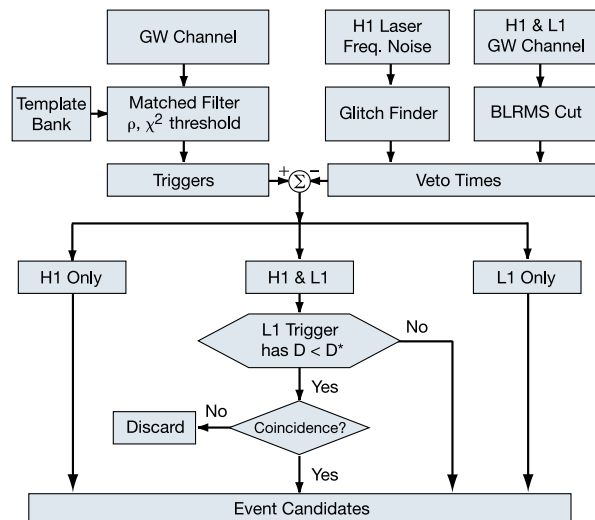 GW Channel
H1 Laser
Freq. Noise
H1 & L1
GW Channel
Template
Bank
Matched Filter
ρ, χ² threshold
Glitch Finder
BLRMS Cut
Triggers
+
Σ
−
Veto Times
H1 Only
H1 & L1
L1 Only
L1 Trigger
has D < D*
No
Yes
Discard
No
Coincidence?
Yes
Event Candidates